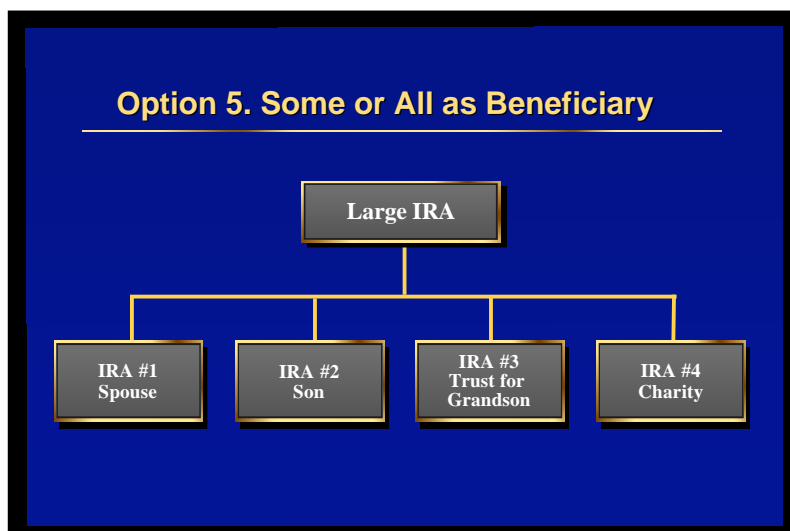 Option 5. Some or All as Beneficiary
Large IRA
IRA #1
Spouse
IRA #2
Son
IRA #3
Trust for
Grandson
IRA #4
Charity